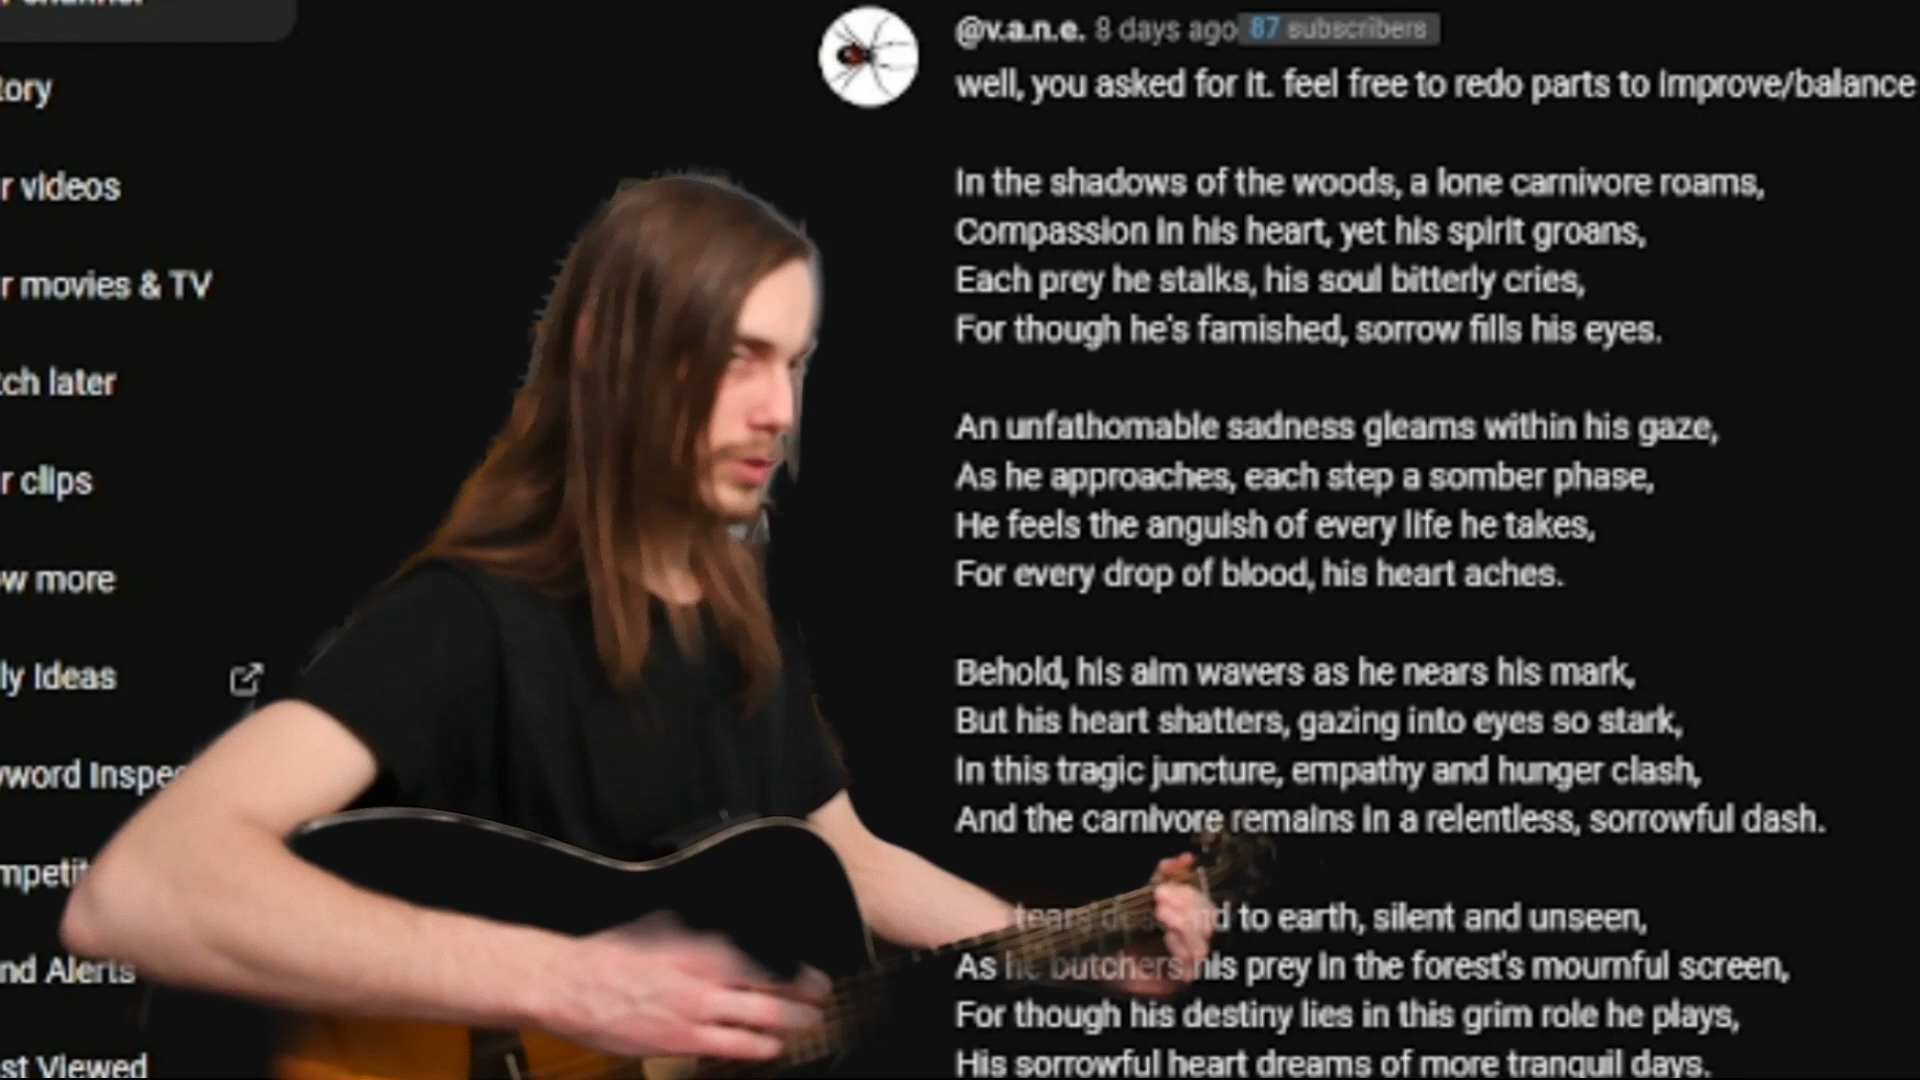 r channel
tory
r videos
r movies & TV
tch later
r clips
ow more
ly Ideas
yword Inspe
mpetit
nd Alerts
st Viewed
@v.a.n.e. 8 days ago 87 subscribers
well, you asked for it. feel free to redo parts to improve/balance
In the shadows of the woods, a lone carnivore roams,
Compassion in his heart, yet his spirit groans,
Each prey he stalks, his soul bitterly cries,
For though he's famished, sorrow fills his eyes.
An unfathomable sadness gleams within his gaze,
As he approaches, each step a somber phase,
He feels the anguish of every life he takes,
For every drop of blood, his heart aches.
Behold, his aim wavers as he nears his mark,
But his heart shatters, gazing into eyes so stark,
In this tragic juncture, empathy and hunger clash,
And the carnivore remains in a relentless, sorrowful dash.
tears to earth, silent and unseen,
As he butchers his prey in the forest's mournful screen,
For though his destiny lies in this grim role he plays,
His sorrowful heart dreams of more tranquil days.